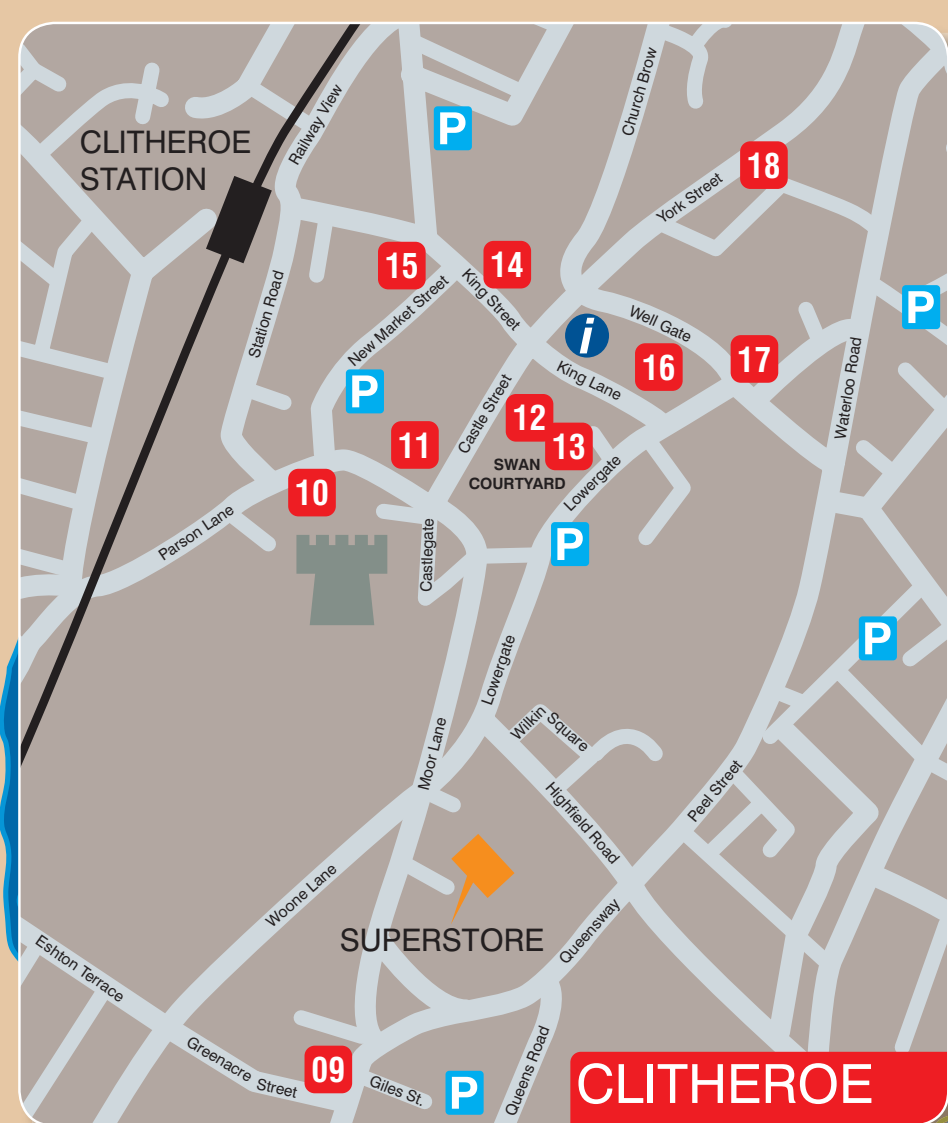 CLITHEROE
STATION
Railway View
P
Church Brow
18
York Street
15
14
King Street
New Market Street
Station Road
P
i
Well Gate
16
17
King Lane
P
Waterloo Road
Castle Street
12
13
11
SWAN
COURTYARD
Lowergate
10
Parson Lane
Castlegate
P
P
Lowergate
Moor Lane
Wilkin Square
Highfield Road
Peel Street
Woone Lane
SUPERSTORE
Queensway
Eshton Terrace
Greenacre Street
09
Giles St.
P
Queens Road
CLITHEROE